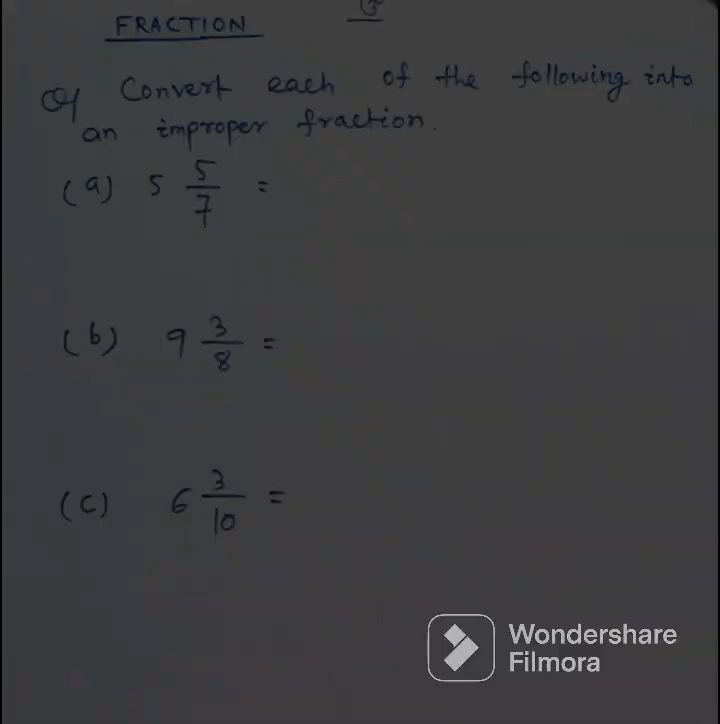 FRACTION
Q/ Convert each of the following into
an improper fraction.
(a) 5 5/7 =
(b) 9 3/8 =
(c) 6 3/10 =
Wondershare
Filmora